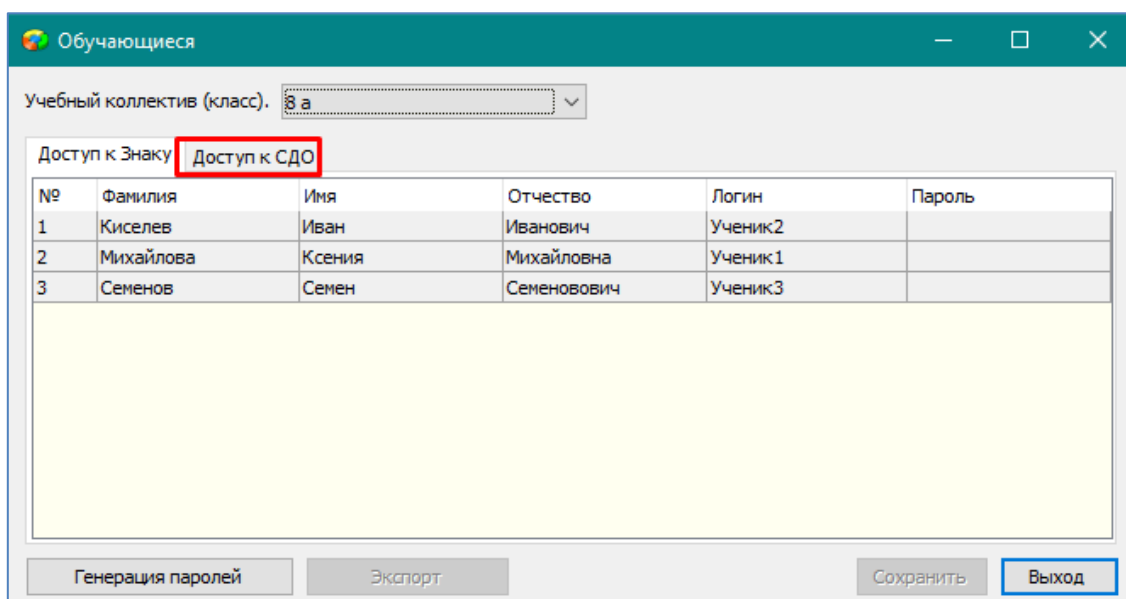 Обучающиеся
Учебный коллектив (класс). 8 а
Доступ к Знаку Доступ к СДО
№ Фамилия Имя Отчество Логин Пароль
1 Киселев Иван Иванович Ученик2
2 Михайлова Ксения Михайловна Ученик1
3 Семенов Семен Семеновович Ученик3
Генерация паролей Экспорт Сохранить Выход